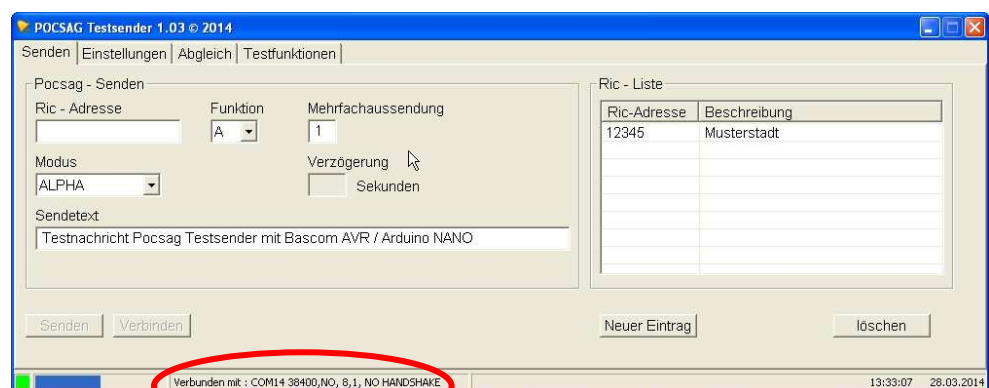 POCSAG Testsender 1.03 © 2014
Senden Einstellungen Abgleich Testfunktionen
Pocsag - Senden
Ric - Adresse Funktion Mehrfachaussendung
A 1
Modus Verzögerung
ALPHA Sekunden
Sendetext
Testnachricht Pocsag Testsender mit Bascom AVR / Arduino NANO
Ric - Liste
Ric-Adresse Beschreibung
12345 Musterstadt
Senden Verbinden Neuer Eintrag löschen
Verbunden mit : COM14 38400,NO, 8,1, NO HANDSHAKE 13:33:07 28.03.2014